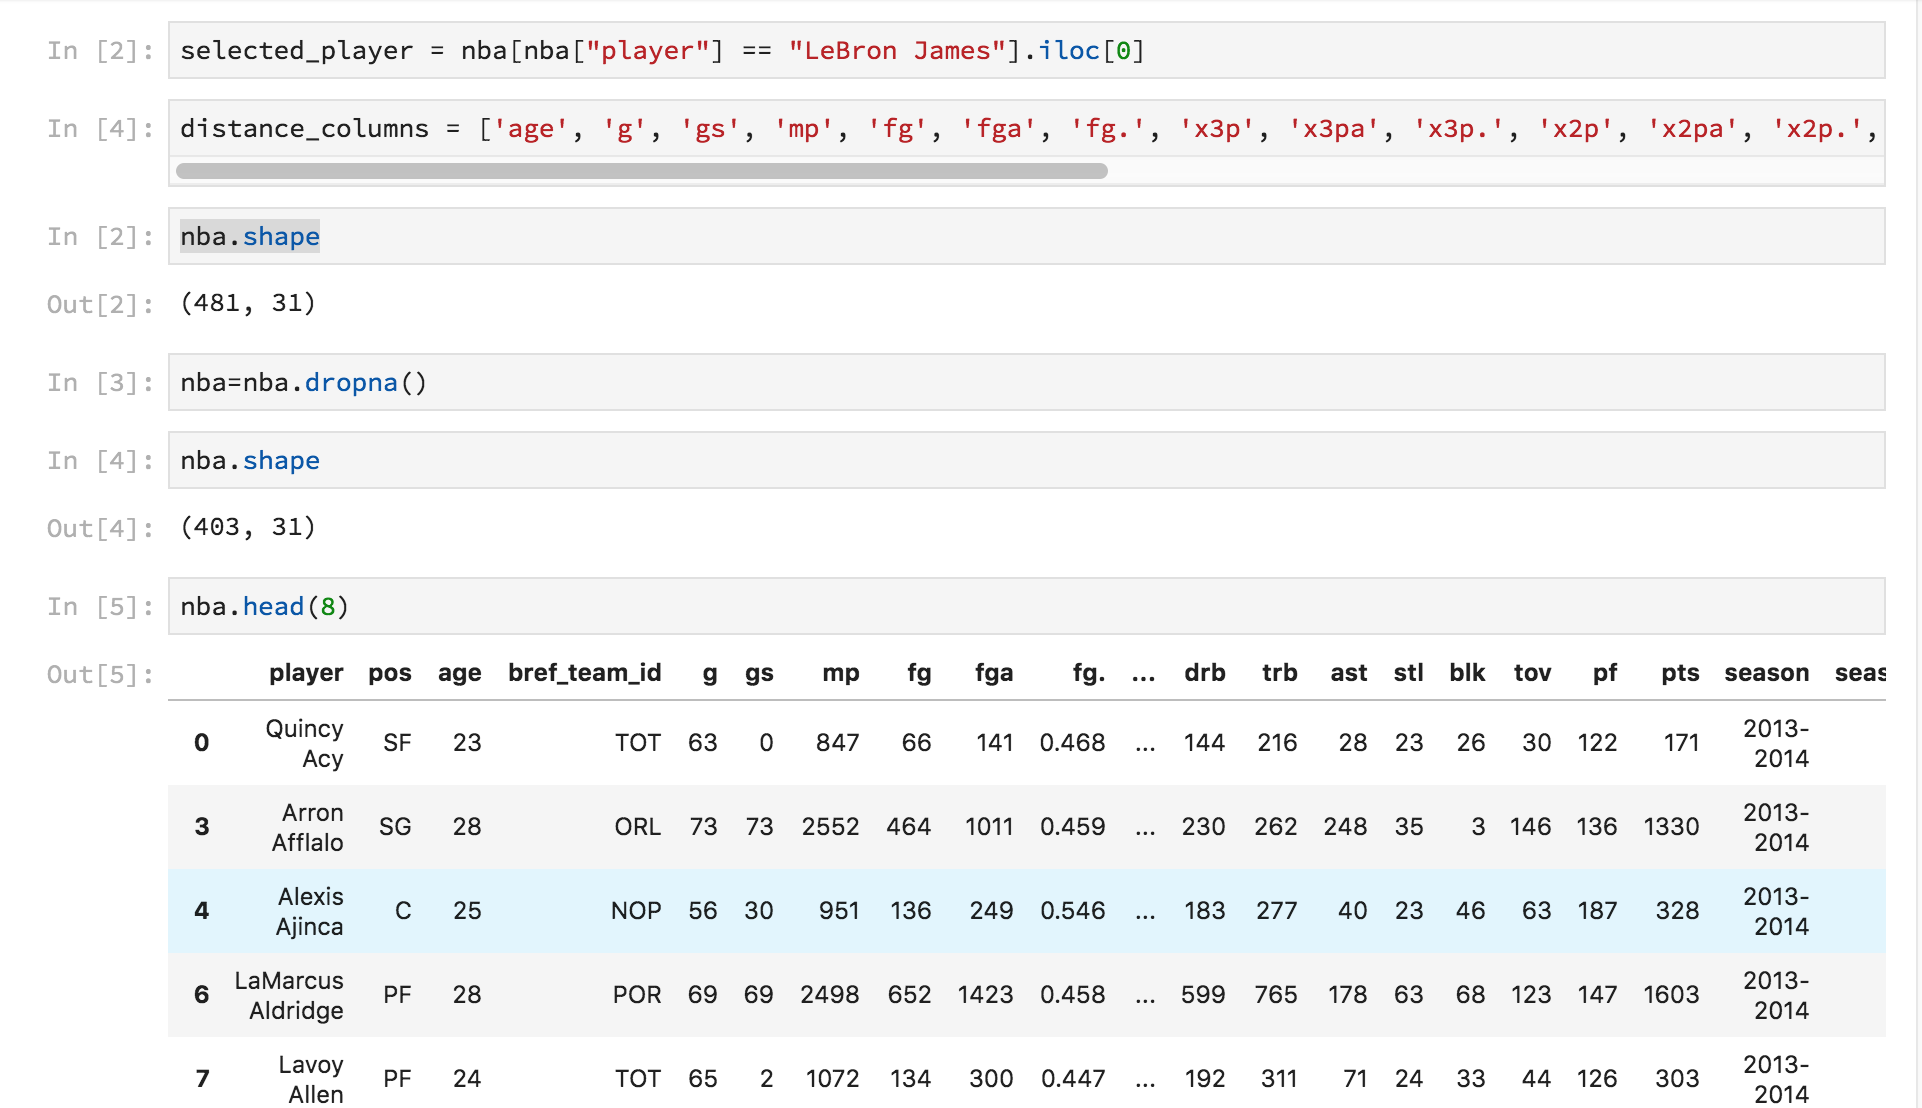 In [2]: selected_player = nba[nba["player"] == "LeBron James"].iloc[0]
In [4]: distance_columns = ['age', 'g', 'gs', 'mp', 'fg', 'fga', 'fg.', 'x3p', 'x3pa', 'x3p.', 'x2p', 'x2pa', 'x2p.',
In [2]: nba.shape
Out[2]: (481, 31)
In [3]: nba=nba.dropna()
In [4]: nba.shape
Out[4]: (403, 31)
In [5]: nba.head(8)
Out[5]: player pos age bref_team_id g gs mp fg fga fg. ... drb trb ast stl blk tov pf pts season seas
0 Quincy Acy SF 23 TOT 63 0 847 66 141 0.468 ... 144 216 28 23 26 30 122 171 2013-2014
3 Arron Afflalo SG 28 ORL 73 73 2552 464 1011 0.459 ... 230 262 248 35 3 146 136 1330 2013-2014
4 Alexis Ajinca C 25 NOP 56 30 951 136 249 0.546 ... 183 277 40 23 46 63 187 328 2013-2014
6 LaMarcus Aldridge PF 28 POR 69 69 2498 652 1423 0.458 ... 599 765 178 63 68 123 147 1603 2013-2014
7 Lavoy Allen PF 24 TOT 65 2 1072 134 300 0.447 ... 192 311 71 24 33 44 126 303 2013-2014